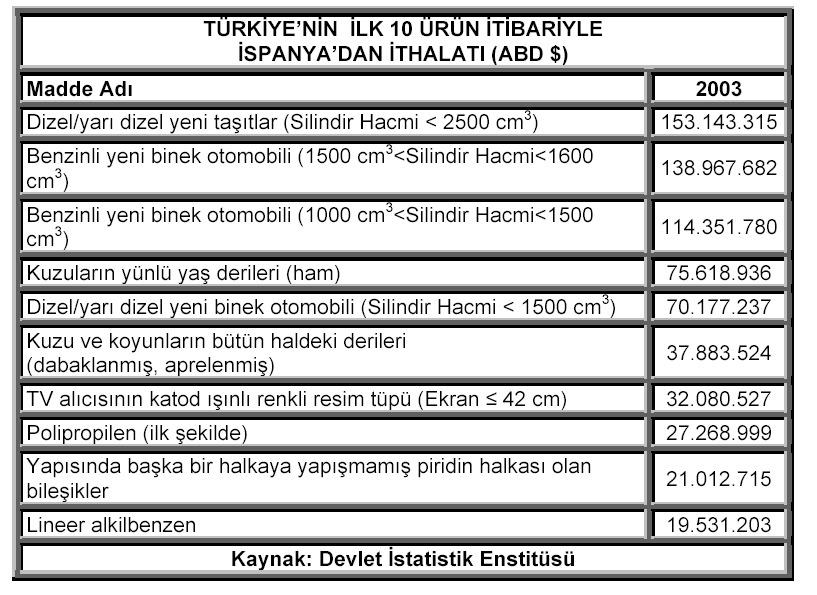 TÜRKİYE’NİN İLK 10 ÜRÜN İTİBARİYLE
İSPANYA’DAN İTHALATI (ABD $)
Madde Adı 2003
Dizel/yarı dizel yeni taşıtlar (Silindir Hacmi < 2500 cm³) 153.143.315
Benzinli yeni binek otomobili (1500 cm³<Silindir Hacmi<1600
cm³) 138.967.682
Benzinli yeni binek otomobili (1000 cm³<Silindir Hacmi<1500
cm³) 114.351.780
Kuzuların yünlü yaş derileri (ham) 75.618.936
Dizel/yarı dizel yeni binek otomobili (Silindir Hacmi < 1500 cm³) 70.177.237
Kuzu ve koyunların bütün haldeki derileri
(dabaklanmış, aprelenmiş) 37.883.524
TV alıcısının katod ışınlı renkli resim tüpü (Ekran ≤ 42 cm) 32.080.527
Polipropilen (ilk şekilde) 27.268.999
Yapısında başka bir halkaya yapışmamış piridin halkası olan
bileşikler 21.012.715
Lineer alkilbenzen 19.531.203
Kaynak: Devlet İstatistik Enstitüsü